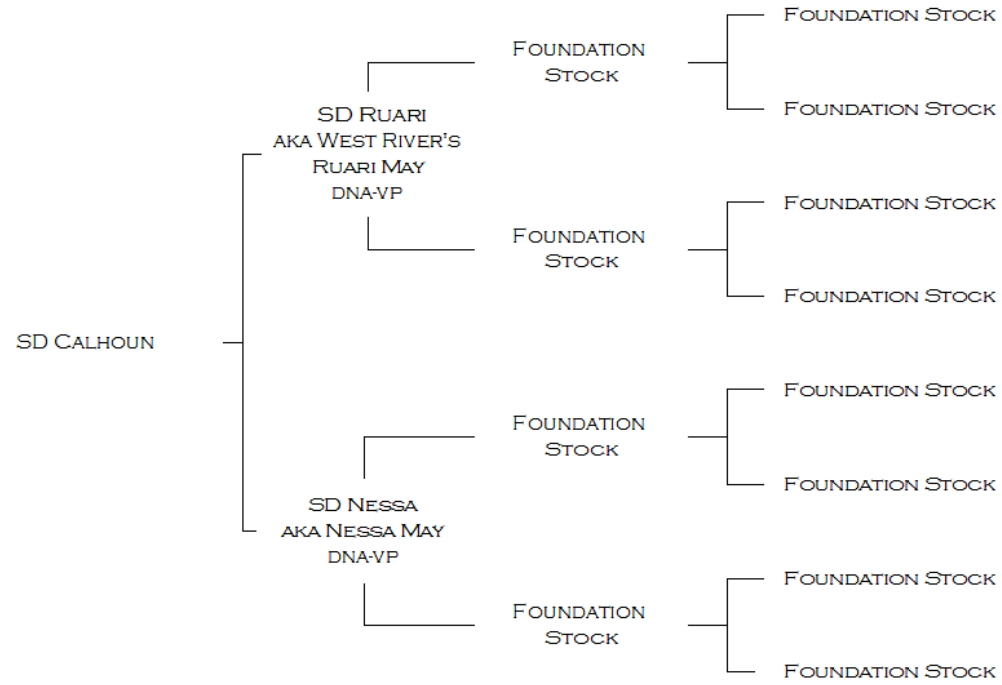 Foundation Stock
Foundation
Stock
Foundation Stock
SD Ruari
aka West River's
Ruari May
DNA-VP
Foundation Stock
Foundation
Stock
Foundation Stock
SD Calhoun
Foundation Stock
Foundation
Stock
Foundation Stock
SD Nessa
aka Nessa May
DNA-VP
Foundation Stock
Foundation
Stock
Foundation Stock